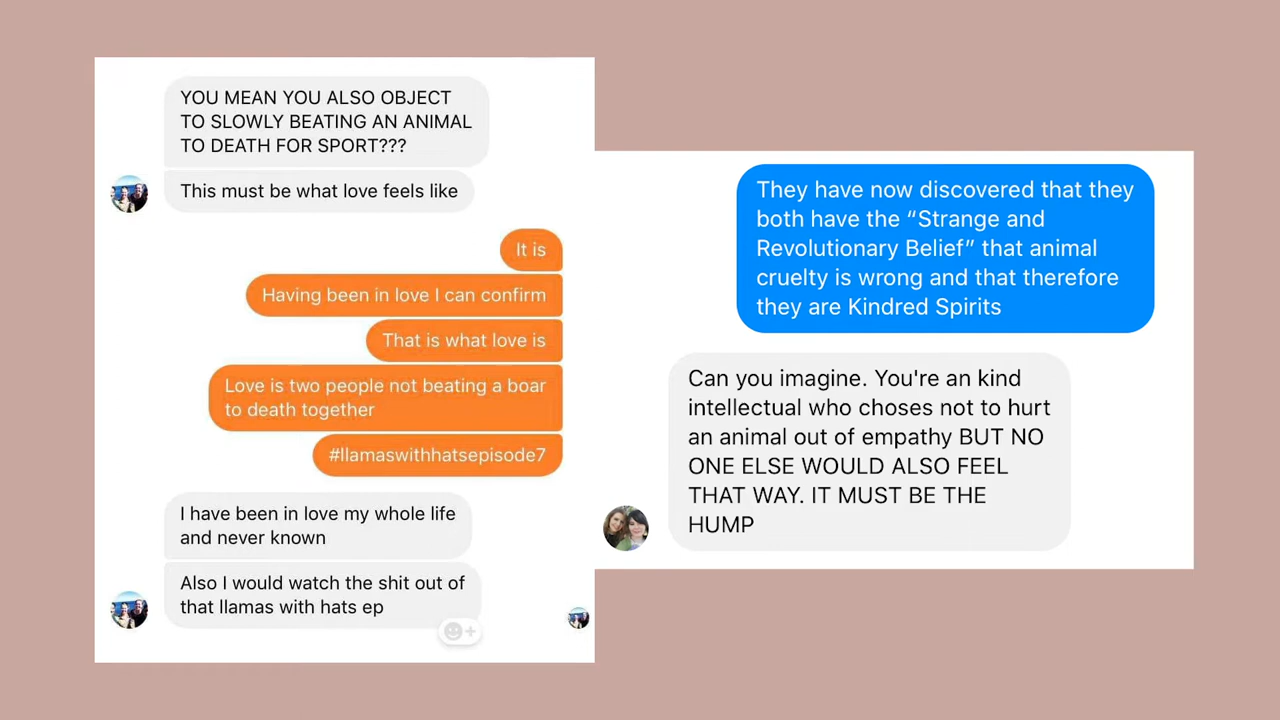 YOU MEAN YOU ALSO OBJECT
TO SLOWLY BEATING AN ANIMAL
TO DEATH FOR SPORT???
This must be what love feels like
It is
Having been in love I can confirm
That is what love is
Love is two people not beating a boar
to death together
#llamaswithhatsepisode7
I have been in love my whole life
and never known
Also I would watch the shit out of
that llamas with hats ep
They have now discovered that they
both have the “Strange and
Revolutionary Belief” that animal
cruelty is wrong and that therefore
they are Kindred Spirits
Can you imagine. You're an kind
intellectual who choses not to hurt
an animal out of empathy BUT NO
ONE ELSE WOULD ALSO FEEL
THAT WAY. IT MUST BE THE
HUMP